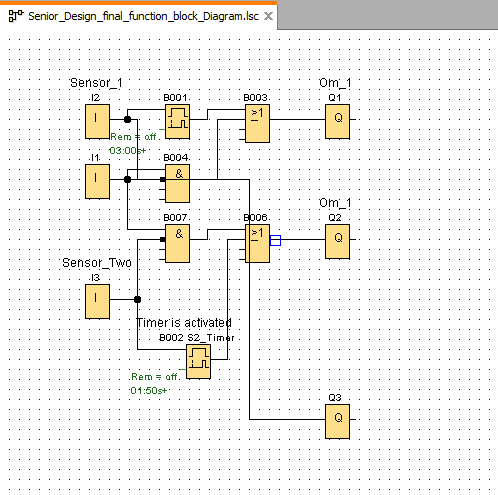 Senior_Design_final_function_block_Diagram.lsc
Sensor_1
Om_1
I2
B001
B003
Q1
I
>1
Q
Rem = off
03:00s+
I1
B004
I
&
Om_1
B007
B006
Q2
&
>1
Q
Sensor_Two
I3
I
Timer is activated
B002 S2_Timer
Rem = off
01:50s+
Q3
Q